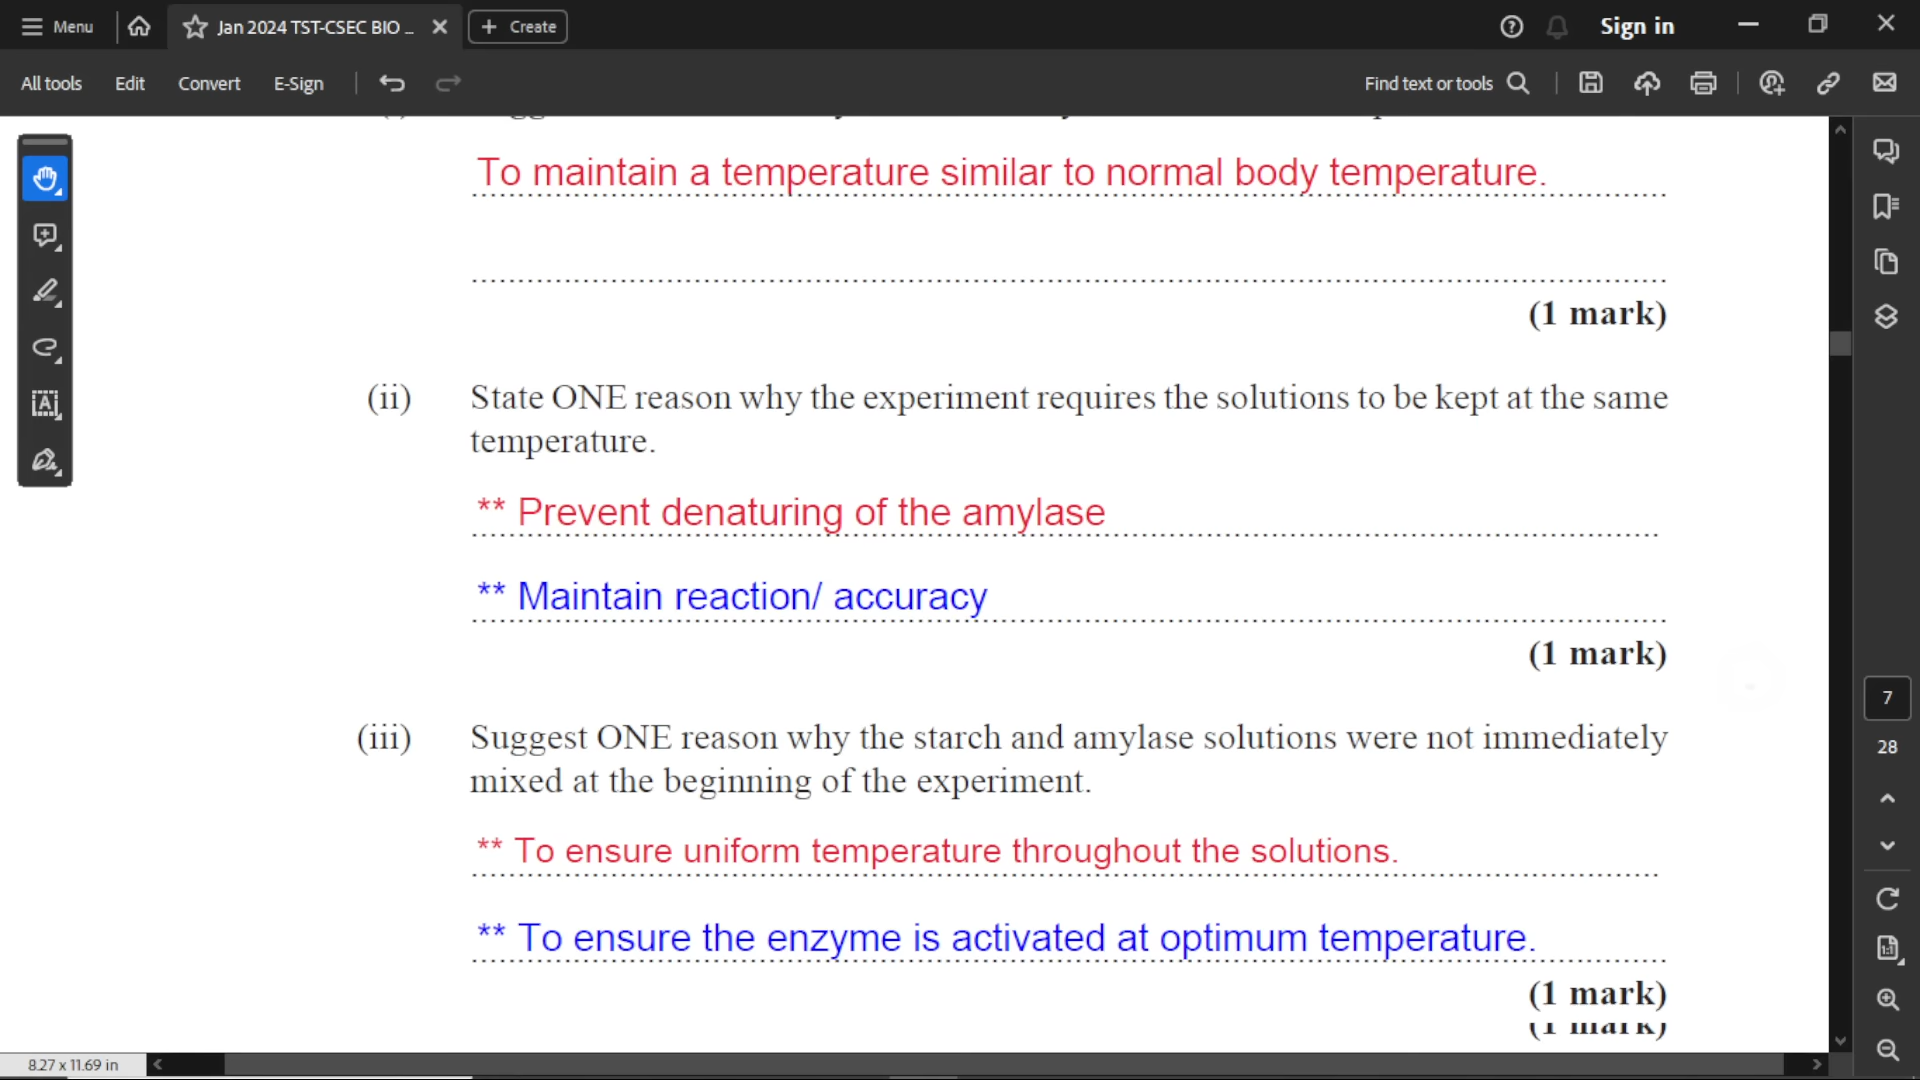 Menu
Jan 2024 TST-CSEC BIO _
Create
Sign in
All tools
Edit
Convert
E-Sign
Find text or tools
To maintain a temperature similar to normal body temperature.
(1 mark)
(ii) State ONE reason why the experiment requires the solutions to be kept at the same
temperature.
** Prevent denaturing of the amylase
** Maintain reaction/ accuracy
(1 mark)
(iii) Suggest ONE reason why the starch and amylase solutions were not immediately
mixed at the beginning of the experiment.
** To ensure uniform temperature throughout the solutions.
** To ensure the enzyme is activated at optimum temperature.
(1 mark)
(1 mark)
7
28
1:1
8.27 x 11.69 in